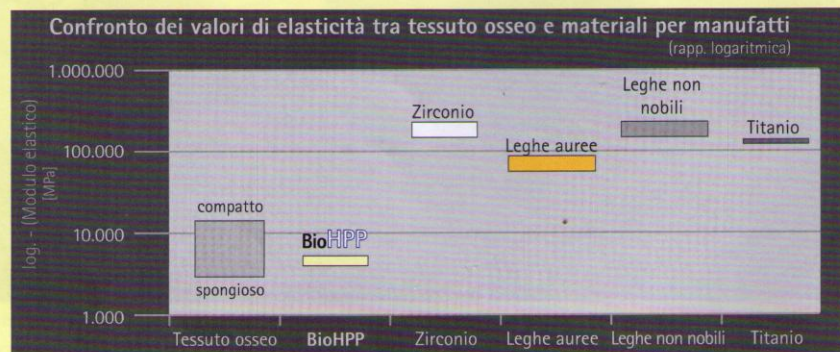 Confronto dei valori di elasticità tra tessuto osseo e materiali per manufatti
(rapp. logaritmica)
log. - (Modulo elastico)
[MPa]
1.000.000
100.000
10.000
1.000
compatto
spongioso
BioHPP
Zirconio
Leghe auree
Leghe non
nobili
Titanio
Tessuto osseo
BioHPP
Zirconio
Leghe auree
Leghe non nobili
Titanio